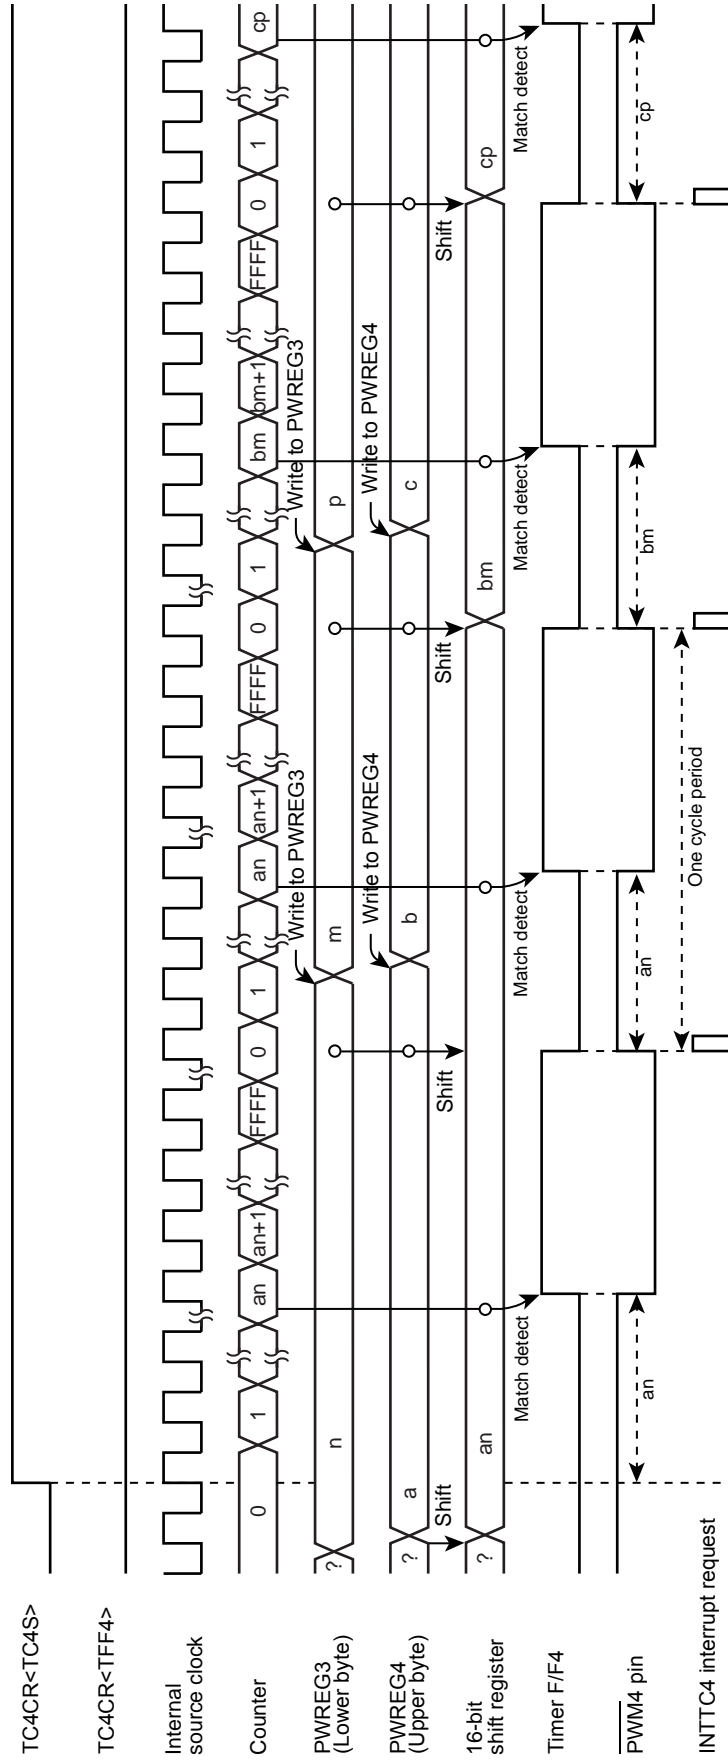 TC4CR<TC4S>
TC4CR<TFF4>
Internal
source clock
Counter 0 1 an an+1 FFFF 0 1 an an+1 FFFF 0 1 bm bm+1 FFFF 0 1 cp
Write to PWREG3 Write to PWREG3
PWREG3
(Lower byte) ? n m p
Write to PWREG4 Write to PWREG4
PWREG4
(Upper byte) ? a b c
Shift Shift Shift Shift
16-bit
shift register ? an bm cp
Match detect Match detect Match detect Match detect
Timer F/F4
PWM4 pin an an bm cp
One cycle period
INTTC4 interrupt request